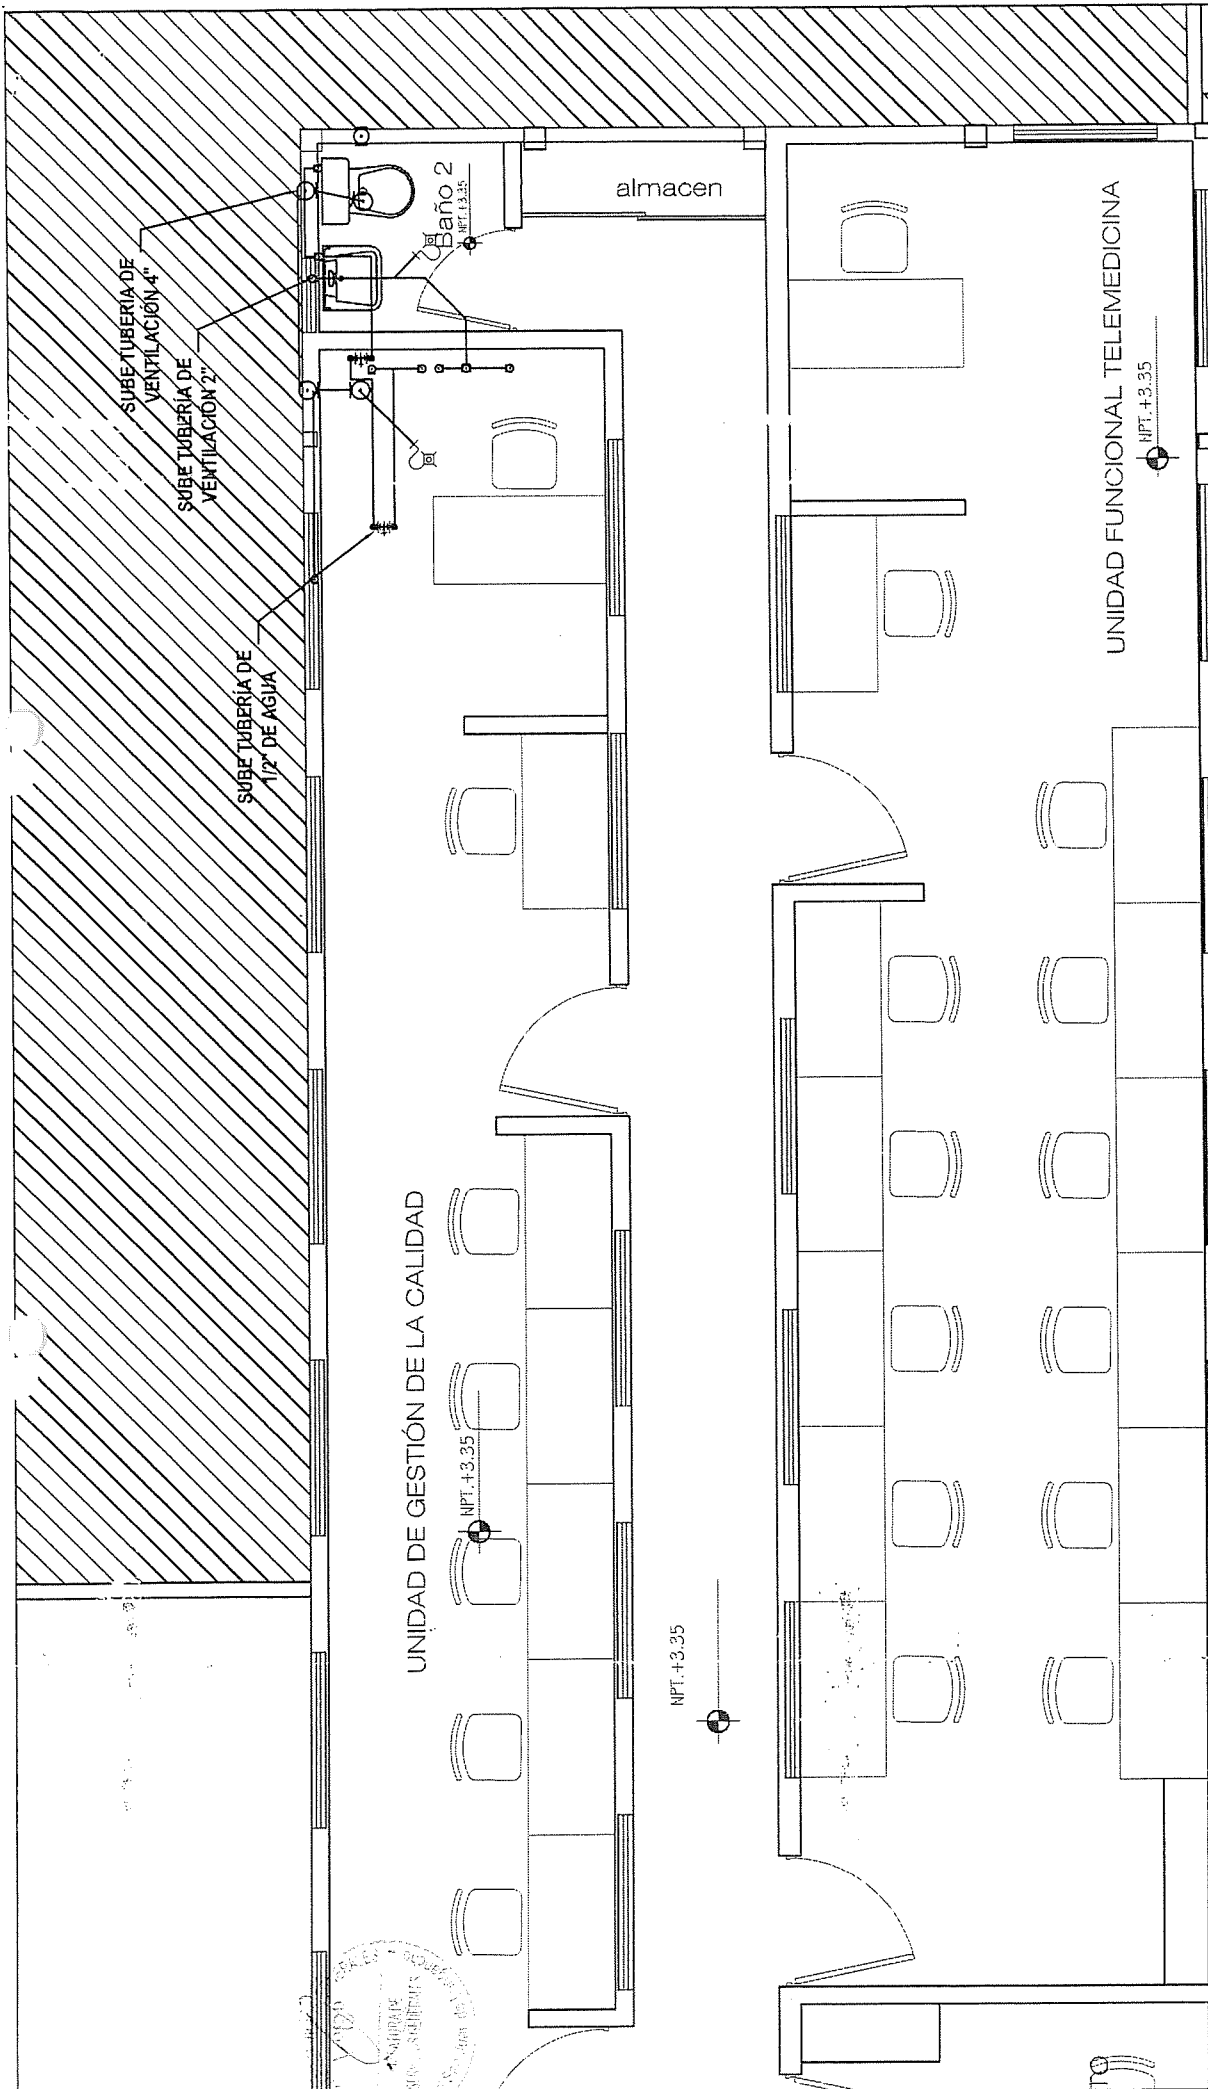 SUBE TUBERÍA DE
VENTILACIÓN 4"
SUBE TUBERÍA DE
VENTILACIÓN 2"
SUBE TUBERÍA DE
1/2" DE AGUA
Baño 2
NPT.+3.35
almacen
UNIDAD FUNCIONAL TELEMEDICINA
NPT.+3.35
UNIDAD DE GESTIÓN DE LA CALIDAD
NPT.+3.35
NPT.+3.35